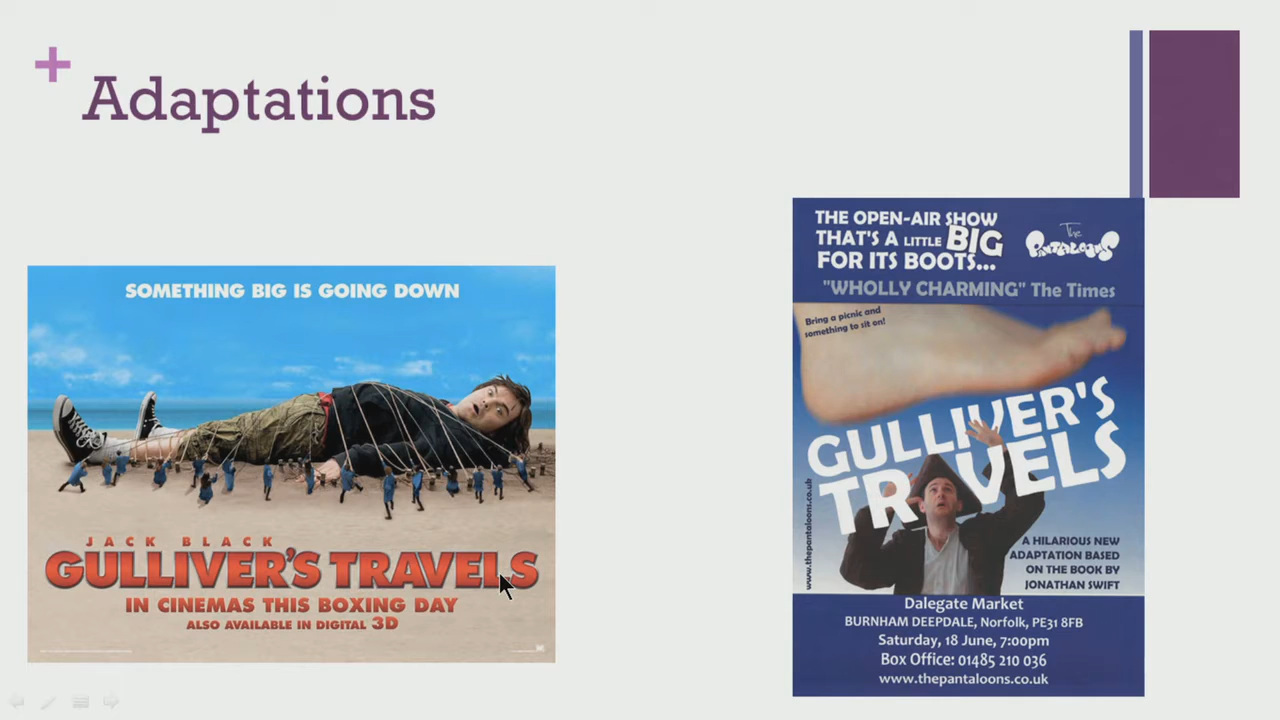 +
Adaptations
SOMETHING BIG IS GOING DOWN
JACK BLACK
GULLIVER'S TRAVELS
IN CINEMAS THIS BOXING DAY
ALSO AVAILABLE IN DIGITAL 3D
THE OPEN-AIR SHOW
THAT'S A LITTLE BIG
FOR ITS BOOTS...
The
PANTALOONS
"WHOLLY CHARMING" The Times
Bring a picnic and
something to sit on!
GULLIVER'S
TRAVELS
www.thepantaloons.co.uk
A HILARIOUS NEW
ADAPTATION BASED
ON THE BOOK BY
JONATHAN SWIFT
Dalegate Market
BURNHAM DEEPDALE, Norfolk, PE31 8FB
Saturday, 18 June, 7:00pm
Box Office: 01485 210 036
www.thepantaloons.co.uk